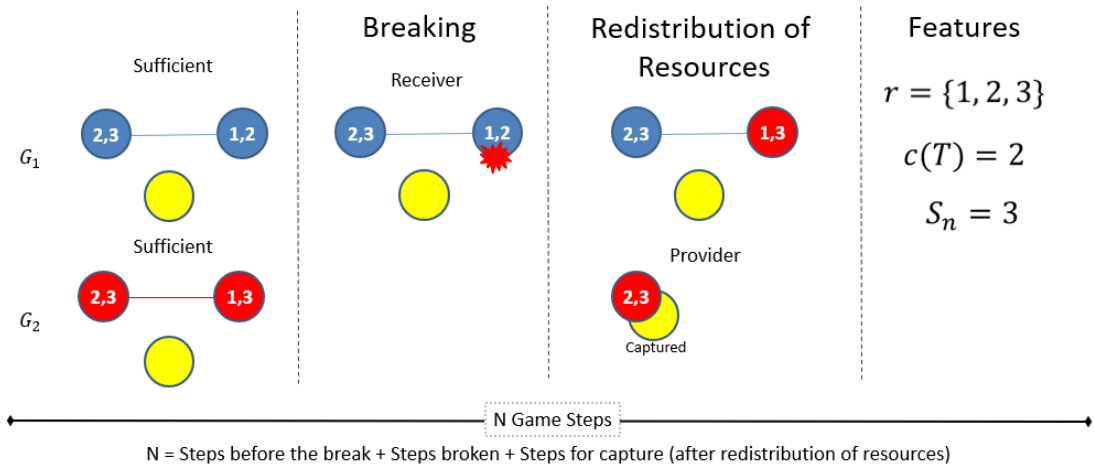 Breaking
Redistribution of
Resources
Features
Sufficient
Receiver
2,3
1,2
2,3
1,2
2,3
1,3
r = {1, 2, 3}
c(T) = 2
Sₙ = 3
G₁
Sufficient
Provider
2,3
1,3
2,3
G₂
Captured
N Game Steps
N = Steps before the break + Steps broken + Steps for capture (after redistribution of resources)